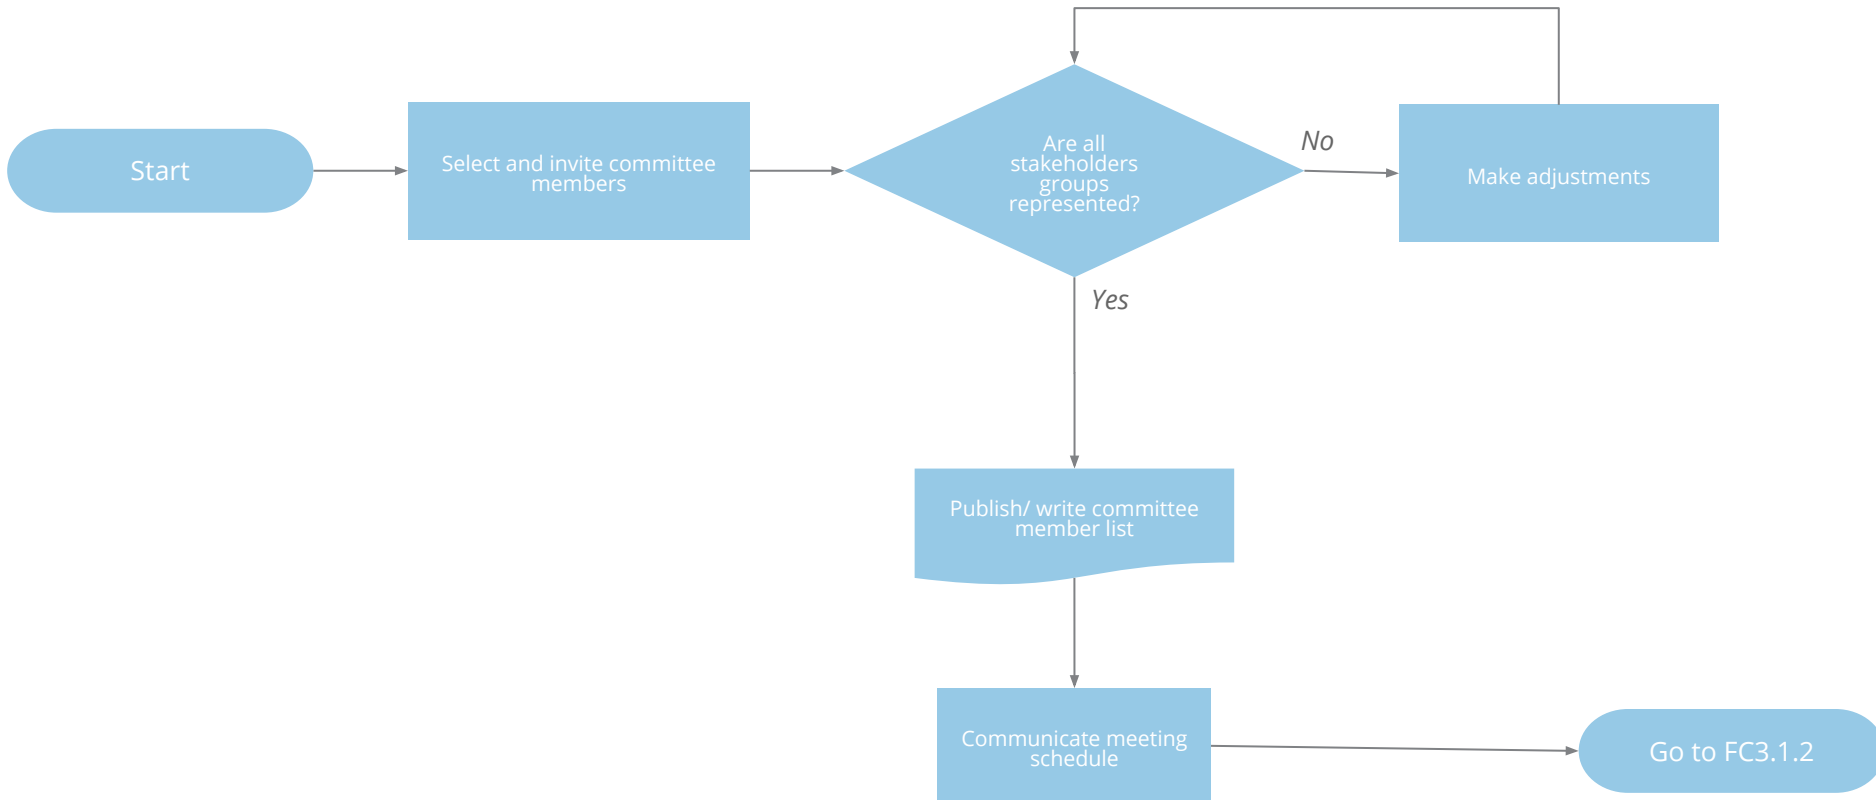 Start
Select and invite committee
members
Are all
stakeholders
groups
represented?
No
Make adjustments
Yes
Publish/ write committee
member list
Communicate meeting
schedule
Go to FC3.1.2